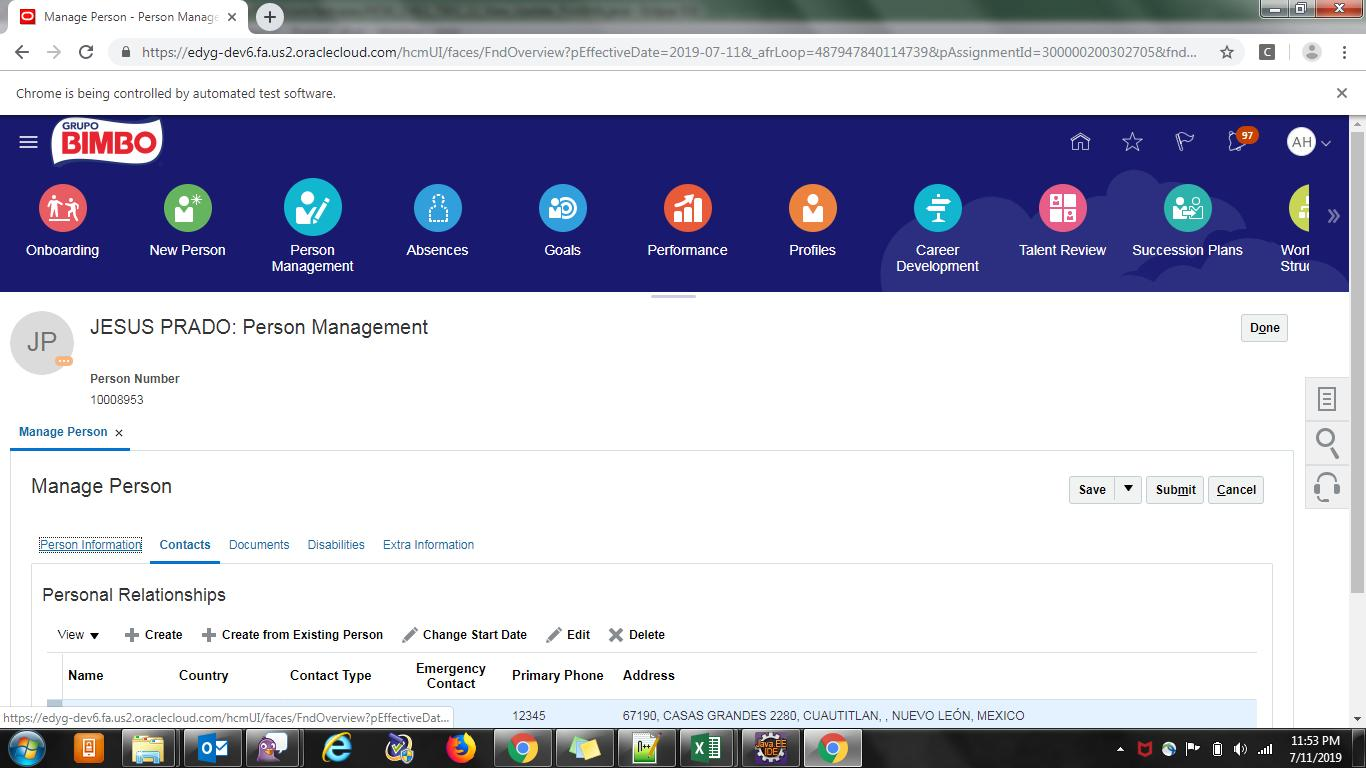 Manage Person - Person Manage
https://edyg-dev6.fa.us2.oraclecloud.com/hcmUI/faces/FndOverview?pEffectiveDate=2019-07-11&_afrLoop=487947840114739&pAssignmentId=300000200302705&fnd...
C
Chrome is being controlled by automated test software.
GRUPO
BIMBO
97
AH
Onboarding
New Person
Person
Management
Absences
Goals
Performance
Profiles
Career
Development
Talent Review
Succession Plans
Worl
Struc
JP
JESUS PRADO: Person Management
Done
Person Number
10008953
Manage Person
Manage Person
Save
Submit
Cancel
Person Information
Contacts
Documents
Disabilities
Extra Information
Personal Relationships
View
Create
Create from Existing Person
Change Start Date
Edit
Delete
Name
Country
Contact Type
Emergency
Contact
Primary Phone
Address
12345
67190, CASAS GRANDES 2280, CUAUTITLAN, , NUEVO LEÓN, MEXICO
https://edyg-dev6.fa.us2.oraclecloud.com/hcmUI/faces/FndOverview?pEffectiveDat...
Java EE
IDE
11:53 PM
7/11/2019